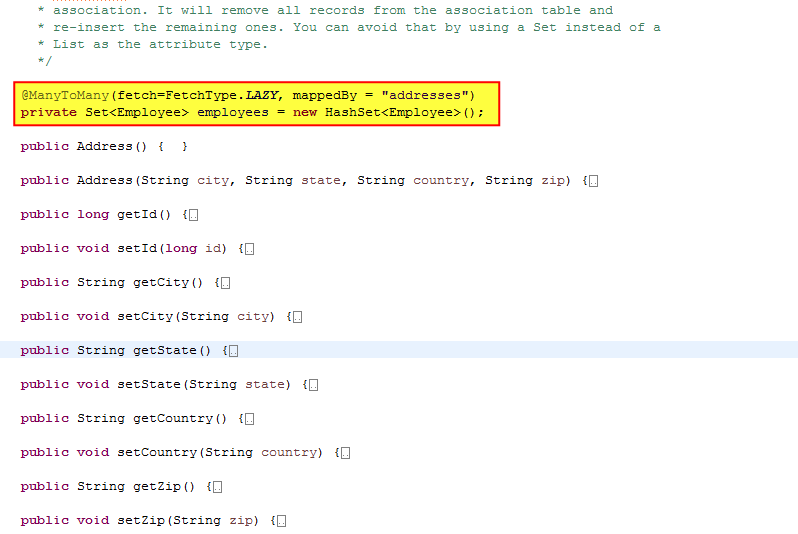 * association. It will remove all records from the association table and
* re-insert the remaining ones. You can avoid that by using a Set instead of a
* List as the attribute type.
*/
@ManyToMany(fetch=FetchType.LAZY, mappedBy = "addresses")
private Set<Employee> employees = new HashSet<Employee>();
public Address() {  }
public Address(String city, String state, String country, String zip) {
public long getId() {
public void setId(long id) {
public String getCity() {
public void setCity(String city) {
public String getState() {
public void setState(String state) {
public String getCountry() {
public void setCountry(String country) {
public String getZip() {
public void setZip(String zip) {